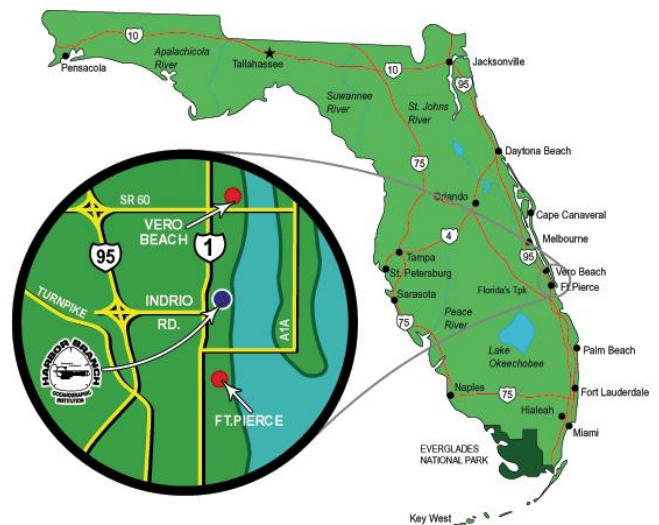 10
Apalachicola
River
Pensacola
Tallahassee
10
Jacksonville
95
Suwannee
River
St. Johns
River
75
Daytona Beach
Orlando
Cape Canaveral
4
Melbourne
95
Tampa
St. Petersburg
Vero Beach
Ft.Pierce
Florida's Tpk
Sarasota
Peace
River
75
Lake
Okeechobee
Palm Beach
Naples
75
Fort Lauderdale
Hialeah
Miami
EVERGLADES
NATIONAL PARK
Key West
SR 60
VERO
BEACH
95
1
TURNPIKE
INDRIO
RD.
A1A
HARBOR BRANCH
OCEANOGRAPHIC
INSTITUTION
FT.PIERCE